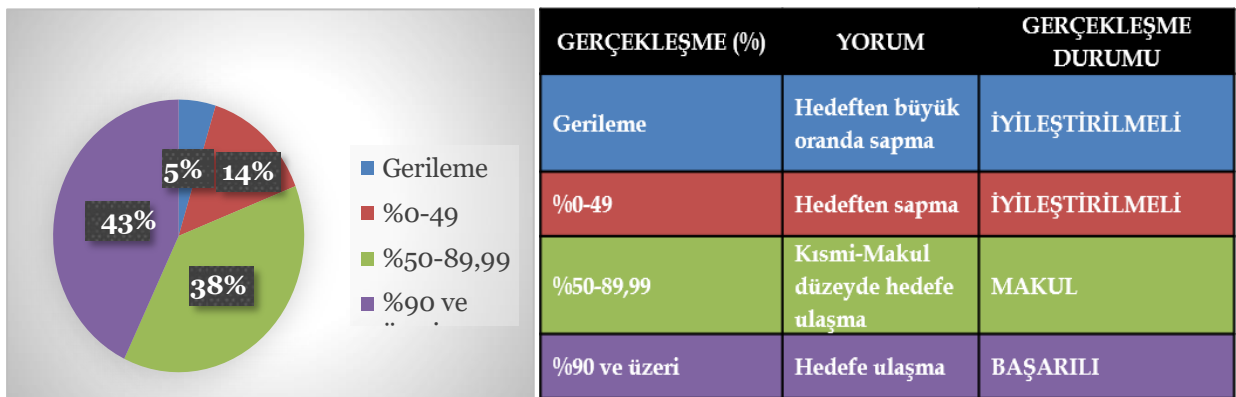 5%
14%
43%
38%
Gerileme
%0-49
%50-89,99
%90 ve
GERÇEKLEŞME (%)
YORUM
GERÇEKLEŞME
DURUMU
Gerileme
Hedeften büyük
oranda sapma
İYİLEŞTİRİLMELİ
%0-49
Hedeften sapma
İYİLEŞTİRİLMELİ
%50-89,99
Kısmi-Makul
düzeyde hedefe
ulaşma
MAKUL
%90 ve üzeri
Hedefe ulaşma
BAŞARILI